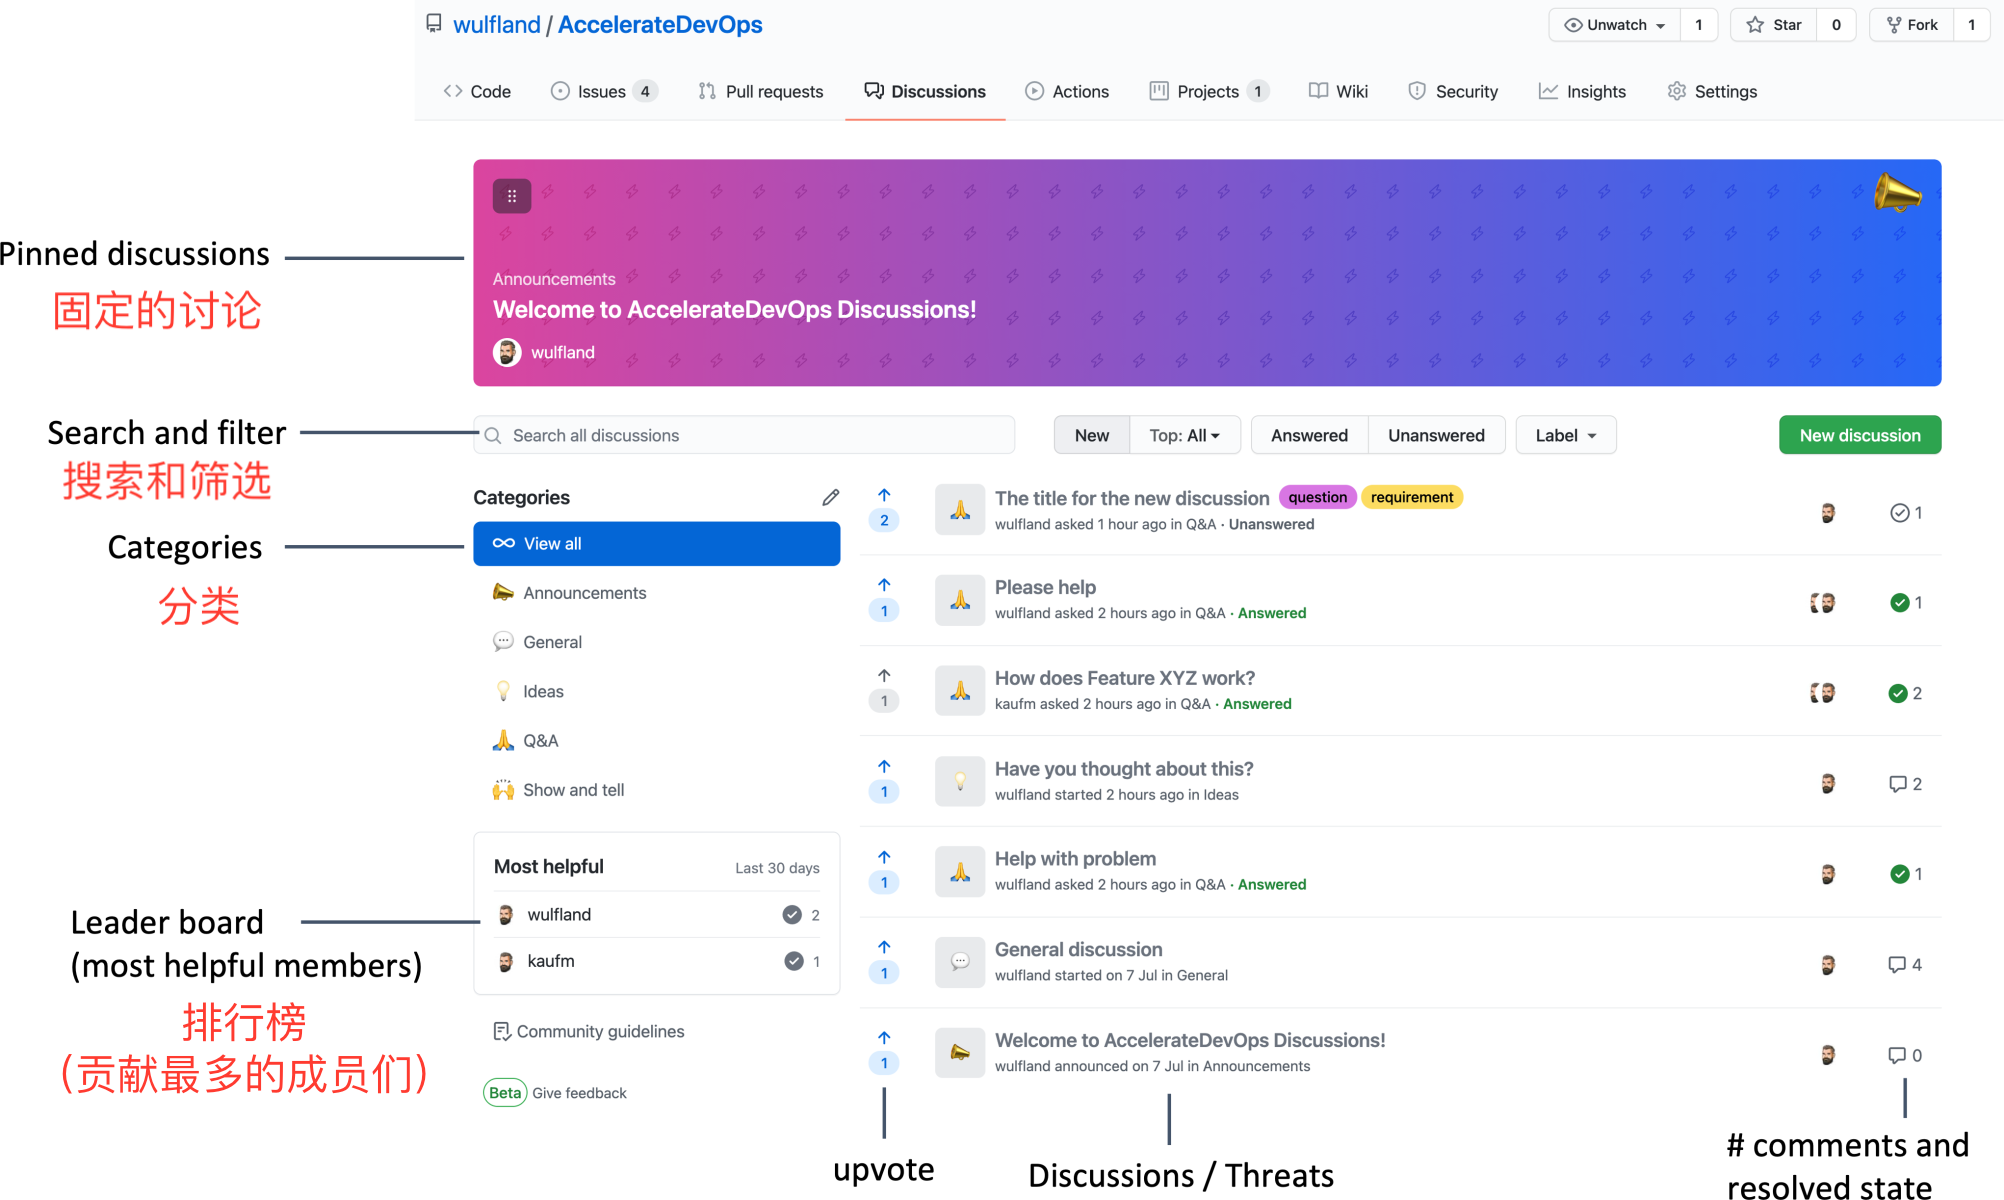 wulfland / AccelerateDevOps
Unwatch 1 Star 0 Fork 1
Code Issues 4 Pull requests Discussions Actions Projects 1 Wiki Security Insights Settings
Announcements
Welcome to AccelerateDevOps Discussions!
wulfland
Pinned discussions
固定的讨论
Search and filter
搜索和筛选
Search all discussions New Top: All Answered Unanswered Label New discussion
Categories
分类
Categories
View all
Announcements
General
Ideas
Q&A
Show and tell
Most helpful Last 30 days
wulfland 2
kaufm 1
Leader board
(most helpful members)
排行榜
（贡献最多的成员们）
Community guidelines
Beta Give feedback
2 The title for the new discussion question requirement
wulfland asked 1 hour ago in Q&A · Unanswered 1
1 Please help
wulfland asked 2 hours ago in Q&A · Answered 1
1 How does Feature XYZ work?
kaufm asked 2 hours ago in Q&A · Answered 2
1 Have you thought about this?
wulfland started 2 hours ago in Ideas 2
1 Help with problem
wulfland asked 2 hours ago in Q&A · Answered 1
1 General discussion
wulfland started on 7 Jul in General 4
1 Welcome to AccelerateDevOps Discussions!
wulfland announced on 7 Jul in Announcements 0
upvote
Discussions / Threats
# comments and
resolved state